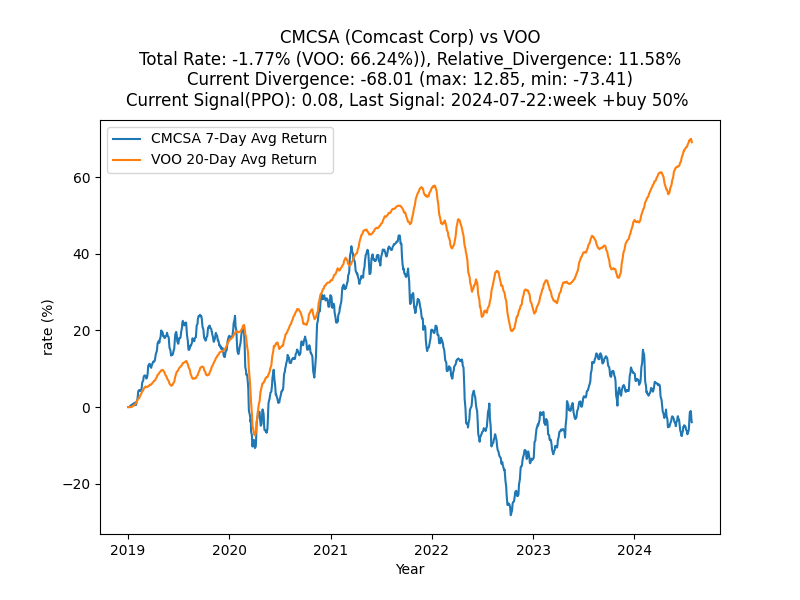 CMCSA (Comcast Corp) vs VOO
Total Rate: -1.77% (VOO: 66.24%)), Relative_Divergence: 11.58%
Current Divergence: -68.01 (max: 12.85, min: -73.41)
Current Signal(PPO): 0.08, Last Signal: 2024-07-22:week +buy 50%
CMCSA 7-Day Avg Return
VOO 20-Day Avg Return
60
40
20
0
−20
rate (%)
2019 2020 2021 2022 2023 2024
Year